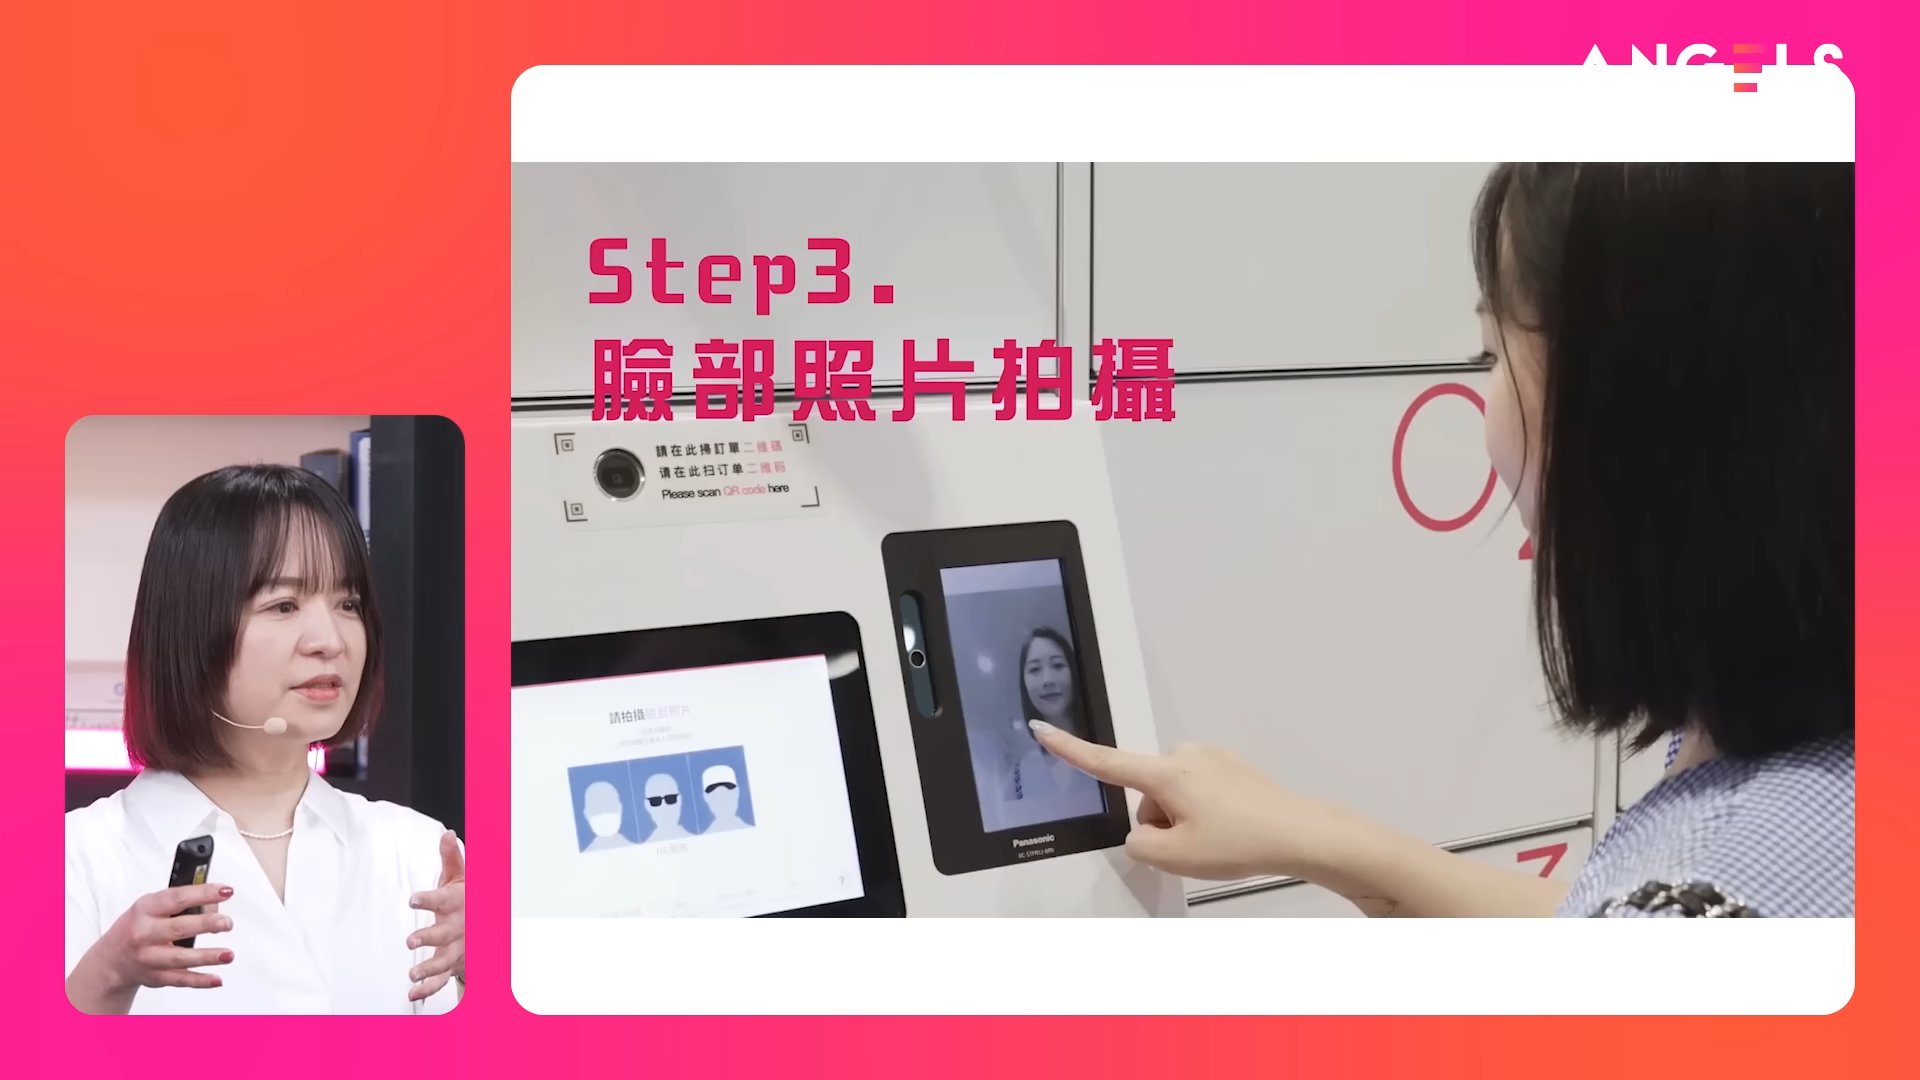 ANGELS
Step3.
臉部照片拍攝
請在此掃訂單二維碼
请在此扫订单二维码
Please scan QR code here
請拍攝臉部照片
Panasonic